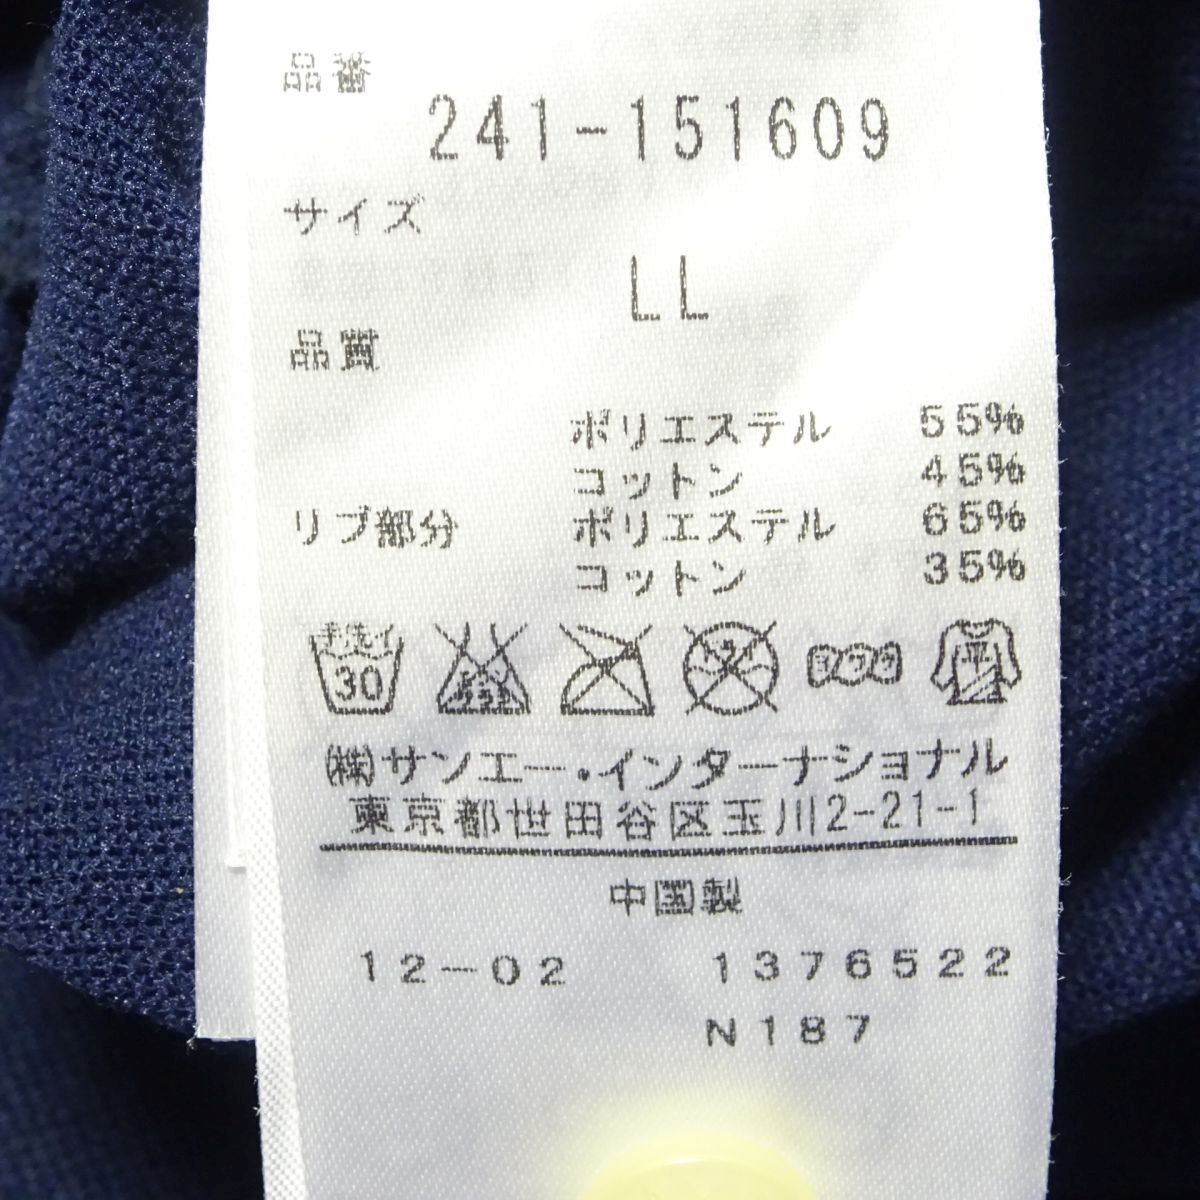 品番
241-151609
サイズ
LL
品質
ポリエステル 55%
コットン 45%
リブ部分 ポリエステル 65%
コットン 35%
手洗イ
30
ヨワク
平
㈱サンエー・インターナショナル
東京都世田谷区玉川2-21-1
中国製
12-02 1376522
N187